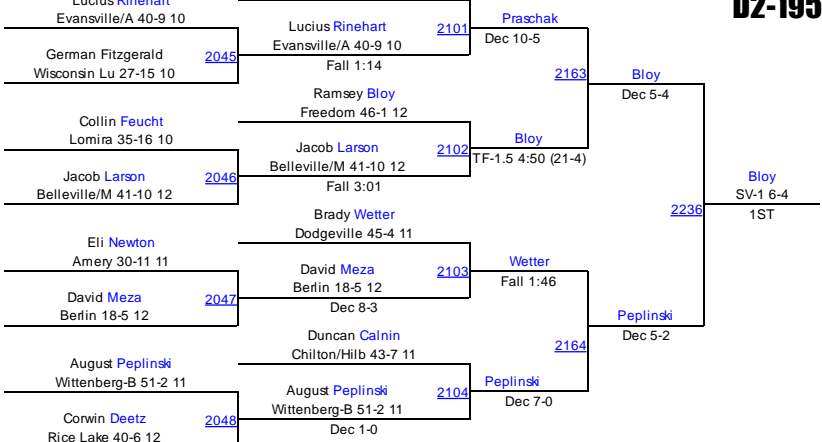 Lucius Rinehart
Evansville/A 40-9 10
2045
German Fitzgerald
Wisconsin Lu 27-15 10
Collin Feucht
Lomira 35-16 10
2046
Jacob Larson
Belleville/M 41-10 12
Eli Newton
Amery 30-11 11
2047
David Meza
Berlin 18-5 12
August Peplinski
Wittenberg-B 51-2 11
2048
Corwin Deetz
Rice Lake 40-6 12
Lucius Rinehart
Evansville/A 40-9 10
Fall 1:14
2101
Ramsey Bloy
Freedom 46-1 12
2102
Jacob Larson
Belleville/M 41-10 12
Fall 3:01
Brady Wetter
Dodgeville 45-4 11
2103
David Meza
Berlin 18-5 12
Dec 8-3
Duncan Calnin
Chilton/Hilb 43-7 11
2104
August Peplinski
Wittenberg-B 51-2 11
Dec 1-0
Praschak
Dec 10-5
2163
Bloy
TF-1.5 4:50 (21-4)
Wetter
Fall 1:46
2164
Peplinski
Dec 7-0
Bloy
Dec 5-4
2236
Peplinski
Dec 5-2
Bloy
SV-1 6-4
1ST
D2-195